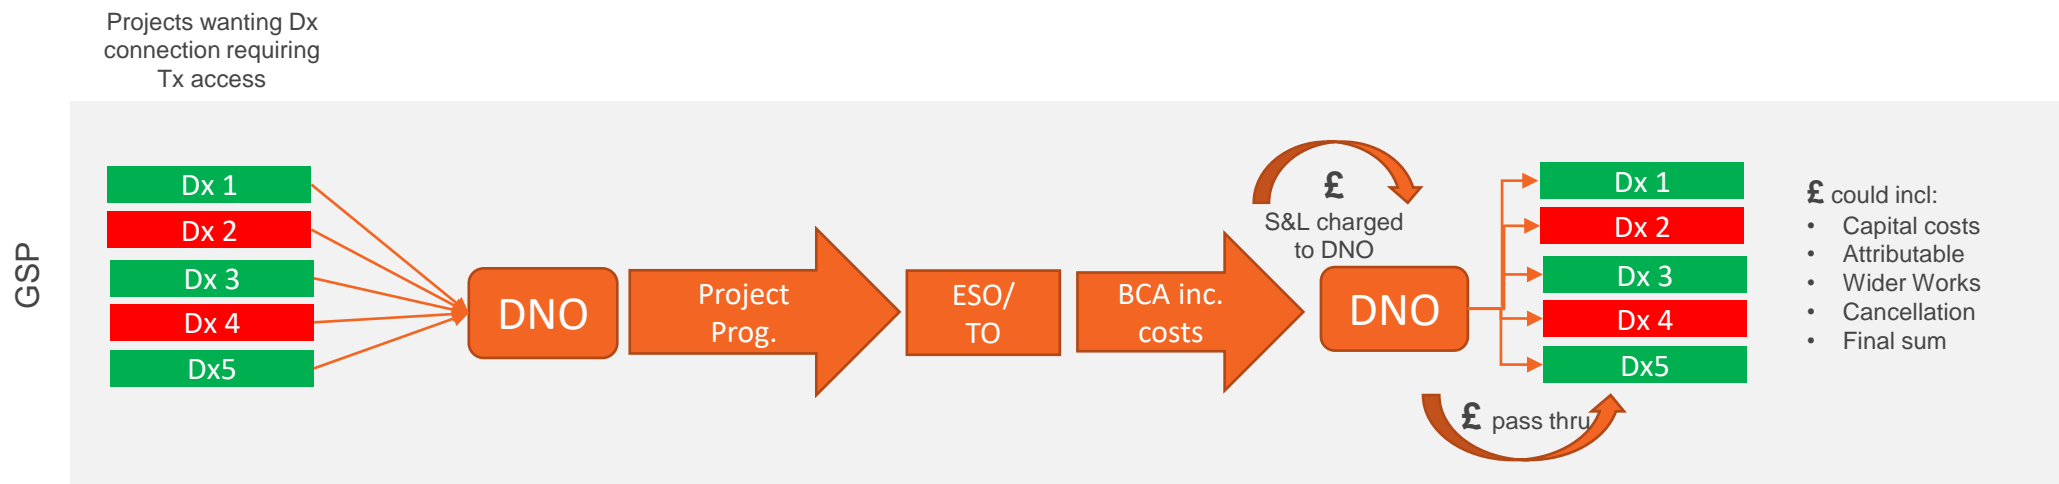 Projects wanting Dx
connection requiring
Tx access
GSP
Dx 1
Dx 2
Dx 3
Dx 4
Dx5
DNO
Project
Prog.
ESO/
TO
BCA inc.
costs
£
S&L charged
to DNO
DNO
Dx 1
Dx 2
Dx 3
Dx 4
Dx5
£ pass thru
£ could incl:
• Capital costs
• Attributable
• Wider Works
• Cancellation
• Final sum